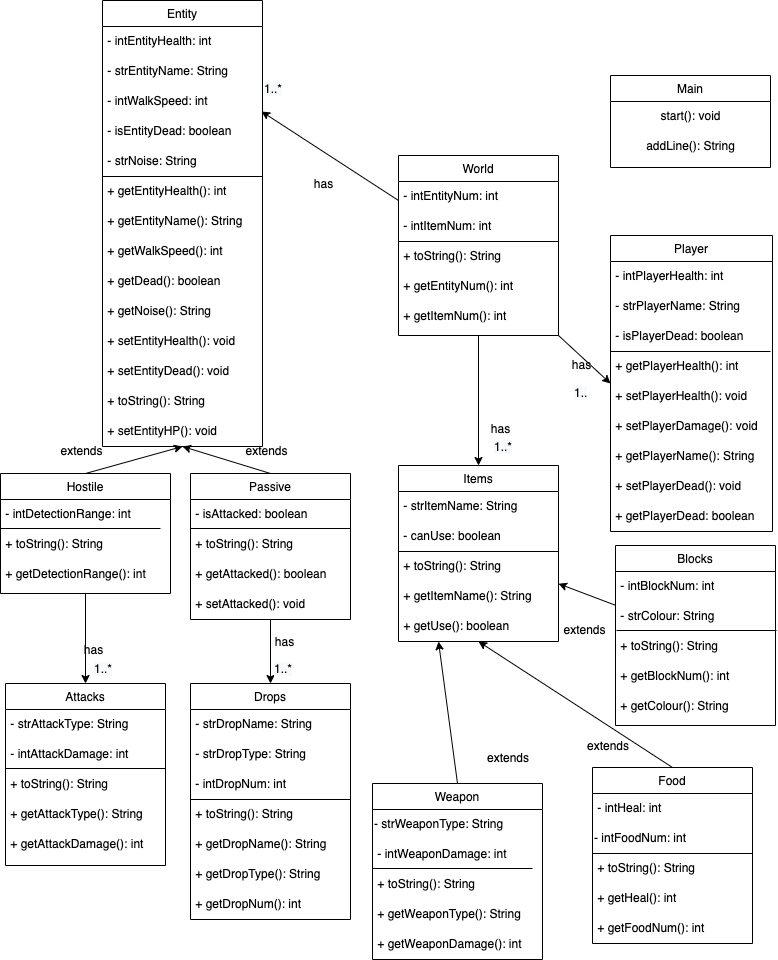 Entity
- intEntityHealth: int
- strEntityName: String
- intWalkSpeed: int
- isEntityDead: boolean
- strNoise: String
+ getEntityHealth(): int
+ getEntityName(): String
+ getWalkSpeed(): int
+ getDead(): boolean
+ getNoise(): String
+ setEntityHealth(): void
+ setEntityDead(): void
+ toString(): String
+ setEntityHP(): void
1..*
has
World
- intEntityNum: int
- intItemNum: int
+ toString(): String
+ getEntityNum(): int
+ getItemNum(): int
Main
start(): void
addLine(): String
has
1..
Player
- intPlayerHealth: int
- strPlayerName: String
- isPlayerDead: boolean
+ getPlayerHealth(): int
+ setPlayerHealth(): void
+ setPlayerDamage(): void
+ getPlayerName(): String
+ setPlayerDead(): void
+ getPlayerDead: boolean
extends
extends
Hostile
- intDetectionRange: int
+ toString(): String
+ getDetectionRange(): int
Passive
- isAttacked: boolean
+ toString(): String
+ getAttacked(): boolean
+ setAttacked(): void
has
1..*
Items
- strItemName: String
- canUse: boolean
+ toString(): String
+ getItemName(): String
+ getUse(): boolean
extends
Blocks
- intBlockNum: int
- strColour: String
+ toString(): String
+ getBlockNum(): int
+ getColour(): String
has
1..*
Attacks
- strAttackType: String
- intAttackDamage: int
+ toString(): String
+ getAttackType(): String
+ getAttackDamage(): int
has
1..*
Drops
- strDropName: String
- strDropType: String
- intDropNum: int
+ toString(): String
+ getDropName(): String
+ getDropType(): String
+ getDropNum(): int
extends
Weapon
- strWeaponType: String
- intWeaponDamage: int
+ toString(): String
+ getWeaponType(): String
+ getWeaponDamage(): int
extends
Food
- intHeal: int
- intFoodNum: int
+ toString(): String
+ getHeal(): int
+ getFoodNum(): int